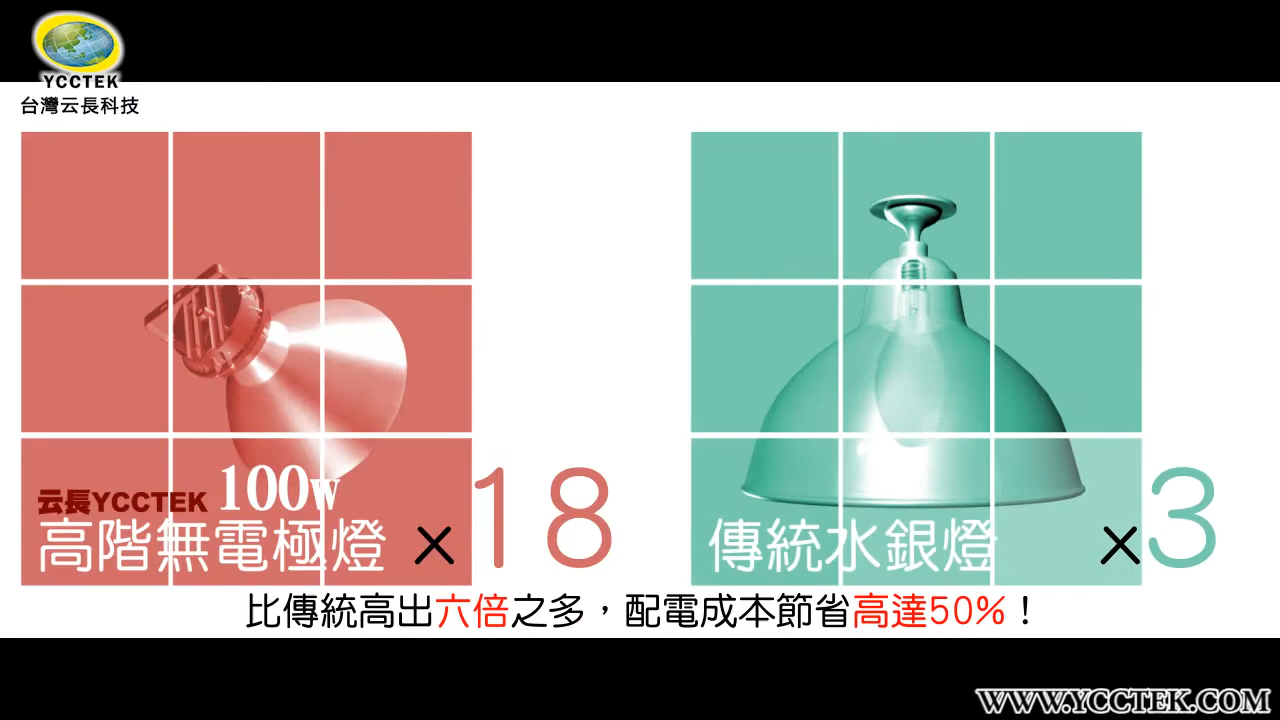 YCCTEK
台灣云長科技
云長YCCTEK 100w
高階無電極燈 ×18
傳統水銀燈 ×3
比傳統高出六倍之多，配電成本節省高達50%！
WWW.YCCTEK.COM